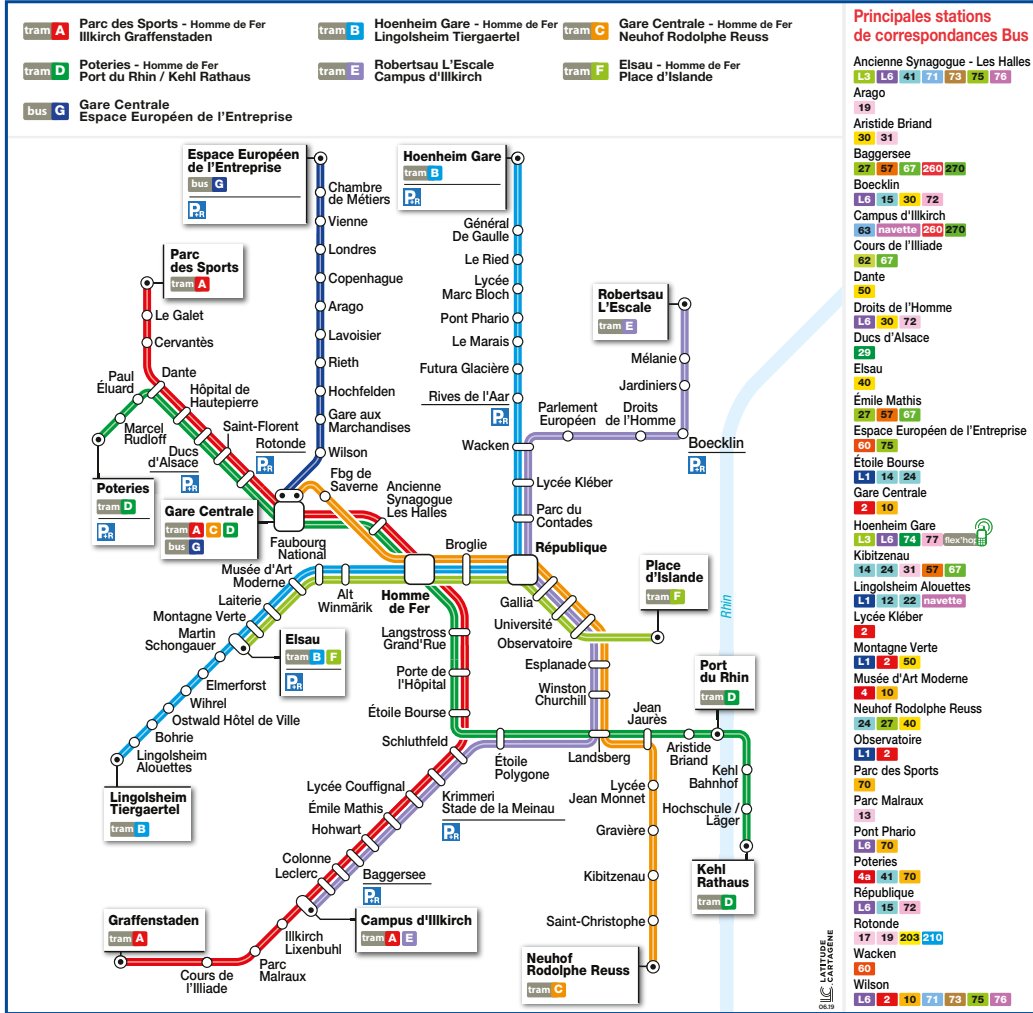 tram A Parc des Sports - Homme de Fer
Illkirch Graffenstaden
tram B Hoenheim Gare - Homme de Fer
Lingolsheim Tiergaertel
tram C Gare Centrale - Homme de Fer
Neuhof Rodolphe Reuss
tram D Poteries - Homme de Fer
Port du Rhin / Kehl Rathaus
tram E Robertsau L'Escale
Campus d'Illkirch
tram F Elsau - Homme de Fer
Place d'Islande
bus G Gare Centrale
Espace Européen de l'Entreprise
Espace Européen
de l'Entreprise
bus G
P+R
Chambre
de Métiers
Vienne
Londres
Copenhague
Arago
Lavoisier
Rieth
Hochfelden
Gare aux
Marchandises
Wilson
Hoenheim Gare
tram B
P+R
Général
De Gaulle
Le Ried
Lycée
Marc Bloch
Pont Phario
Le Marais
Futura Glacière
Rives de l'Aar
P+R
Wacken
Lycée Kléber
Parc du
Contades
République
Parc
des Sports
tram A
Le Galet
Cervantès
Dante
Hôpital de
Hautepierre
Saint-Florent
Ducs
d'Alsace
P+R
Rotonde
P+R
Paul
Éluard
Marcel
Rudloff
Poteries
tram D
P+R
Gare Centrale
tram A C D
bus G
Fbg de
Saverne
Ancienne
Synagogue
Les Halles
Faubourg
National
Musée d'Art
Moderne
Laiterie
Montagne Verte
Martin
Schongauer
Elsau
tram B F
P+R
Elmerforst
Wihrel
Ostwald Hôtel de Ville
Bohrie
Lingolsheim
Alouettes
Lingolsheim
Tiergaertel
tram B
Alt
Winmärik
Homme
de Fer
Broglie
Robertsau
L'Escale
tram E
Mélanie
Jardiniers
Boecklin
P+R
Droits
de l'Homme
Parlement
Européen
Gallia
Université
Observatoire
Place
d'Islande
tram F
Esplanade
Winston
Churchill
Landsberg
Langstross
Grand'Rue
Porte de
l'Hôpital
Étoile Bourse
Schluthfeld
Étoile
Polygone
Jean
Jaurès
Aristide
Briand
Port
du Rhin
tram D
Rhin
Kehl
Bahnhof
Hochschule /
Läger
Kehl
Rathaus
tram D
Krimmeri
Stade de la Meinau
P+R
Lycée Couffignal
Émile Mathis
Hohwart
Colonne
Leclerc
Baggersee
P+R
Campus d'Illkirch
tram A E
Illkirch
Lixenbuhl
Parc
Malraux
Cours de
l'Illiade
Graffenstaden
tram A
Lycée
Jean Monnet
Gravière
Kibitzenau
Saint-Christophe
Neuhof
Rodolphe Reuss
tram C
LATITUDE
CARTAGÈNE
06.19
Principales stations
de correspondances Bus
Ancienne Synagogue - Les Halles
L3 L6 41 71 73 75 76
Arago
19
Aristide Briand
30 31
Baggersee
27 57 67 260 270
Boecklin
L6 15 30 72
Campus d'Illkirch
63 navette 260 270
Cours de l'Illiade
62 67
Dante
50
Droits de l'Homme
L6 30 72
Ducs d'Alsace
29
Elsau
40
Émile Mathis
27 57 67
Espace Européen de l'Entreprise
60 75
Étoile Bourse
L1 14 24
Gare Centrale
2 10
Hoenheim Gare
L3 L6 74 77 flex'hop
Kibitzenau
14 24 31 57 67
Lingolsheim Alouettes
L1 12 22 navette
Lycée Kléber
2
Montagne Verte
L1 2 50
Musée d'Art Moderne
4 10
Neuhof Rodolphe Reuss
24 27 40
Observatoire
L1 2
Parc des Sports
70
Parc Malraux
13
Pont Phario
L6 70
Poteries
4a 41 70
République
L6 15 72
Rotonde
17 19 203 210
Wacken
60
Wilson
L6 2 10 71 73 75 76